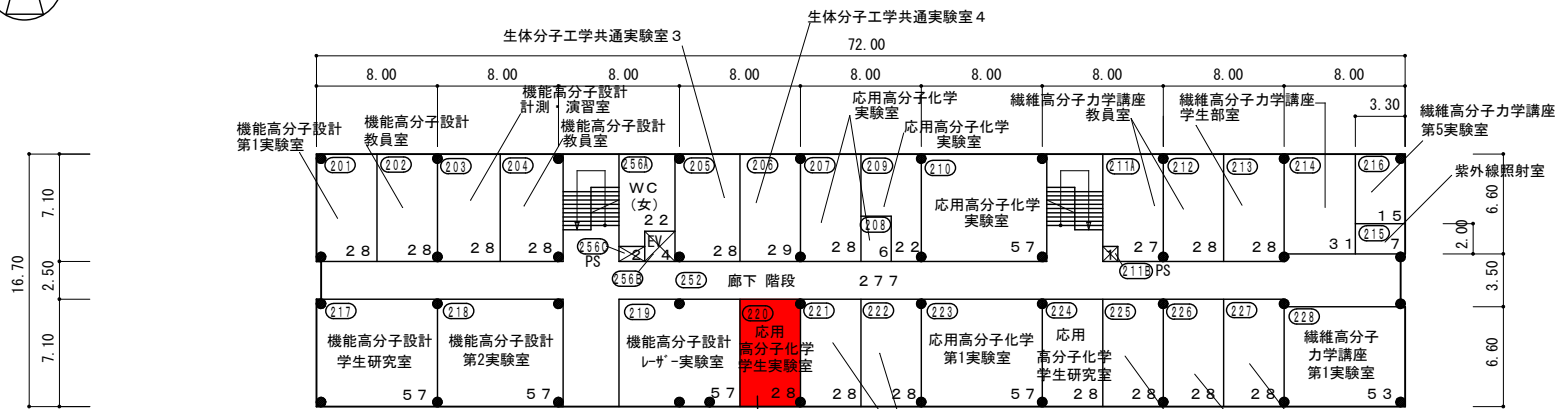 生体分子工学共通実験室4
生体分子工学共通実験室3
72.00
8.00 8.00 8.00 8.00 8.00 8.00 8.00 8.00 8.00
3.30
機能高分子設計
第1実験室
機能高分子設計
教員室
機能高分子設計
計測・演習室
機能高分子設計
教員室
応用高分子化学
実験室
応用高分子化学
実験室
繊維高分子力学講座
教員室
繊維高分子力学講座
学生部室
繊維高分子力学講座
第5実験室
紫外線照射室
201 202 203 204 256A 205 206 207 209 210 211A 212 213 214 216
WC
(女)
22
応用高分子化学
実験室
208
215
EV
256C
PS
2 4
28 28 28 28 28 29 28 6 22 57 27 28 28 31 15 7
1
256B
252
廊下 階段
277
211B
PS
16.70
7.10
2.50
7.10
6.60
2.00
3.50
6.60
217
機能高分子設計
学生研究室
57
218
機能高分子設計
第2実験室
57
219
機能高分子設計
レーザー実験室
57
220
応用
高分子化学
学生実験室
28
221
28
222
28
223
応用高分子化学
第1実験室
57
224
応用
高分子化学
学生研究室
28
225
28
226
28
227
28
228
繊維高分子
力学講座
第1実験室
53